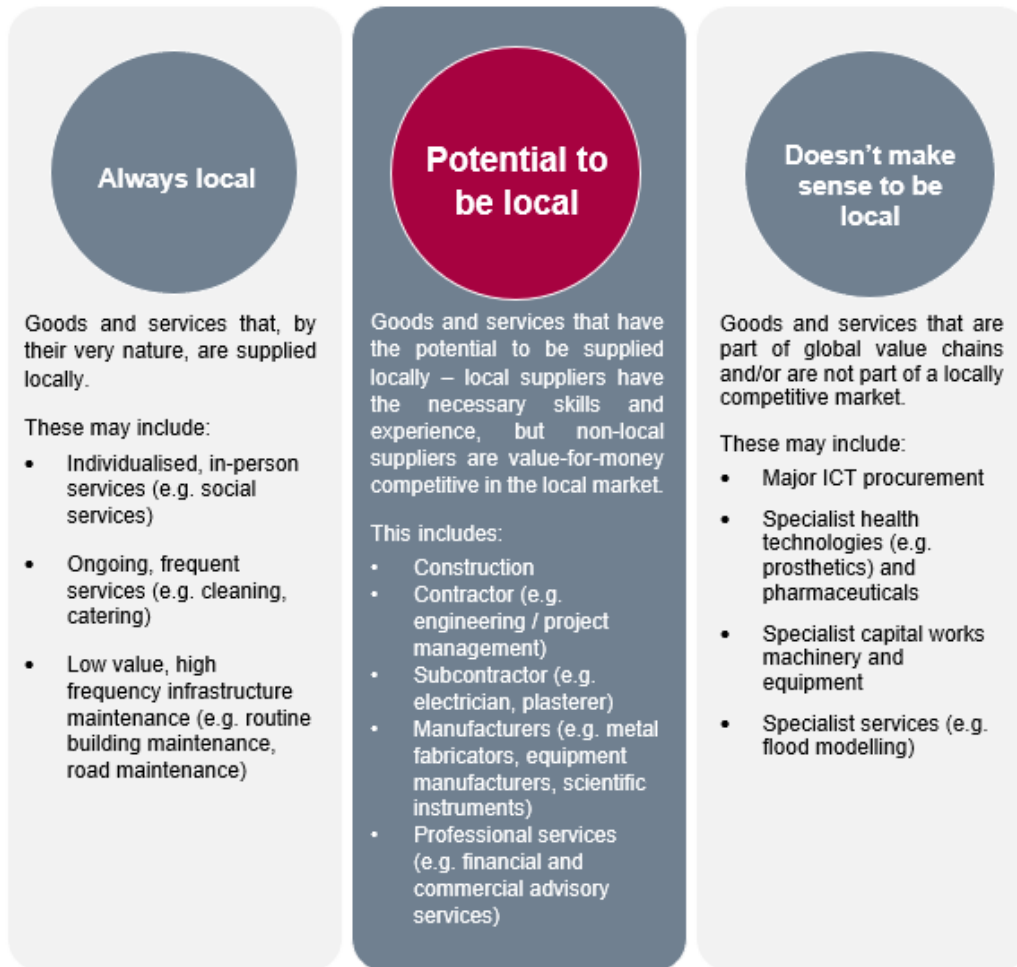 Always local
Goods and services that, by
their very nature, are supplied
locally.
These may include:
• Individualised, in-person
services (e.g. social
services)
• Ongoing, frequent
services (e.g. cleaning,
catering)
• Low value, high
frequency infrastructure
maintenance (e.g. routine
building maintenance,
road maintenance)
Potential to
be local
Goods and services that have
the potential to be supplied
locally – local suppliers have
the necessary skills and
experience, but non-local
suppliers are value-for-money
competitive in the local market.
This includes:
• Construction
• Contractor (e.g.
engineering / project
management)
• Subcontractor (e.g.
electrician, plasterer)
• Manufacturers (e.g. metal
fabricators, equipment
manufacturers, scientific
instruments)
• Professional services
(e.g. financial and
commercial advisory
services)
Doesn't make
sense to be
local
Goods and services that are
part of global value chains
and/or are not part of a locally
competitive market.
These may include:
• Major ICT procurement
• Specialist health
technologies (e.g.
prosthetics) and
pharmaceuticals
• Specialist capital works
machinery and
equipment
• Specialist services (e.g.
flood modelling)